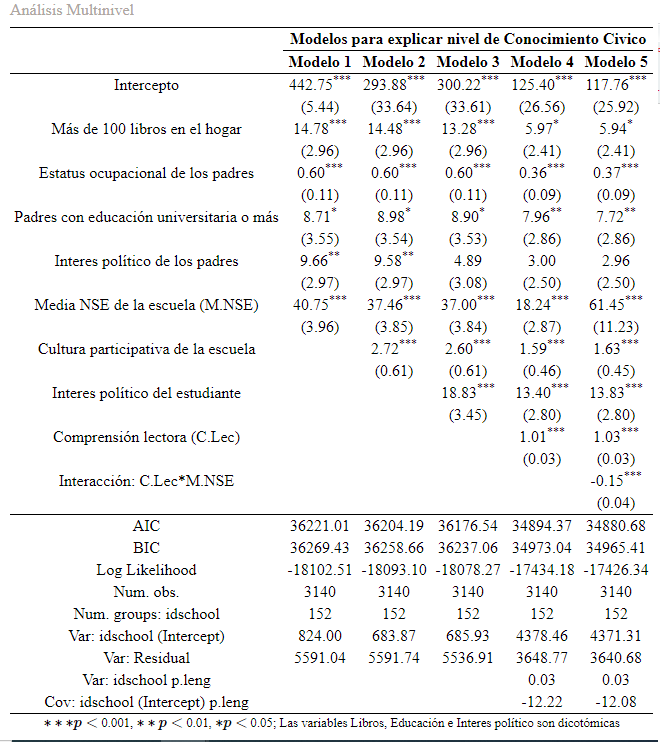 Análisis Multinivel
Modelos para explicar nivel de Conocimiento Civico
Modelo 1 Modelo 2 Modelo 3 Modelo 4 Modelo 5
Intercepto 442.75*** 293.88*** 300.22*** 125.40*** 117.76***
(5.44) (33.64) (33.61) (26.56) (25.92)
Más de 100 libros en el hogar 14.78*** 14.48*** 13.28*** 5.97* 5.94*
(2.96) (2.96) (2.96) (2.41) (2.41)
Estatus ocupacional de los padres 0.60*** 0.60*** 0.60*** 0.36*** 0.37***
(0.11) (0.11) (0.11) (0.09) (0.09)
Padres con educación universitaria o más 8.71* 8.98* 8.90* 7.96** 7.72**
(3.55) (3.54) (3.53) (2.86) (2.86)
Interes político de los padres 9.66** 9.58** 4.89 3.00 2.96
(2.97) (2.97) (3.08) (2.50) (2.50)
Media NSE de la escuela (M.NSE) 40.75*** 37.46*** 37.00*** 18.24*** 61.45***
(3.96) (3.85) (3.84) (2.87) (11.23)
Cultura participativa de la escuela 2.72*** 2.60*** 1.59*** 1.63***
(0.61) (0.61) (0.46) (0.45)
Interes político del estudiante 18.83*** 13.40*** 13.83***
(3.45) (2.80) (2.80)
Comprensión lectora (C.Lec) 1.01*** 1.03***
(0.03) (0.03)
Interacción: C.Lec*M.NSE -0.15***
(0.04)
AIC 36221.01 36204.19 36176.54 34894.37 34880.68
BIC 36269.43 36258.66 36237.06 34973.04 34965.41
Log Likelihood -18102.51 -18093.10 -18078.27 -17434.18 -17426.34
Num. obs. 3140 3140 3140 3140 3140
Num. groups: idschool 152 152 152 152 152
Var: idschool (Intercept) 824.00 683.87 685.93 4378.46 4371.31
Var: Residual 5591.04 5591.74 5536.91 3648.77 3640.68
Var: idschool p.leng 0.03 0.03
Cov: idschool (Intercept) p.leng -12.22 -12.08
***p < 0.001, **p < 0.01, *p < 0.05; Las variables Libros, Educación e Interes político son dicotómicas